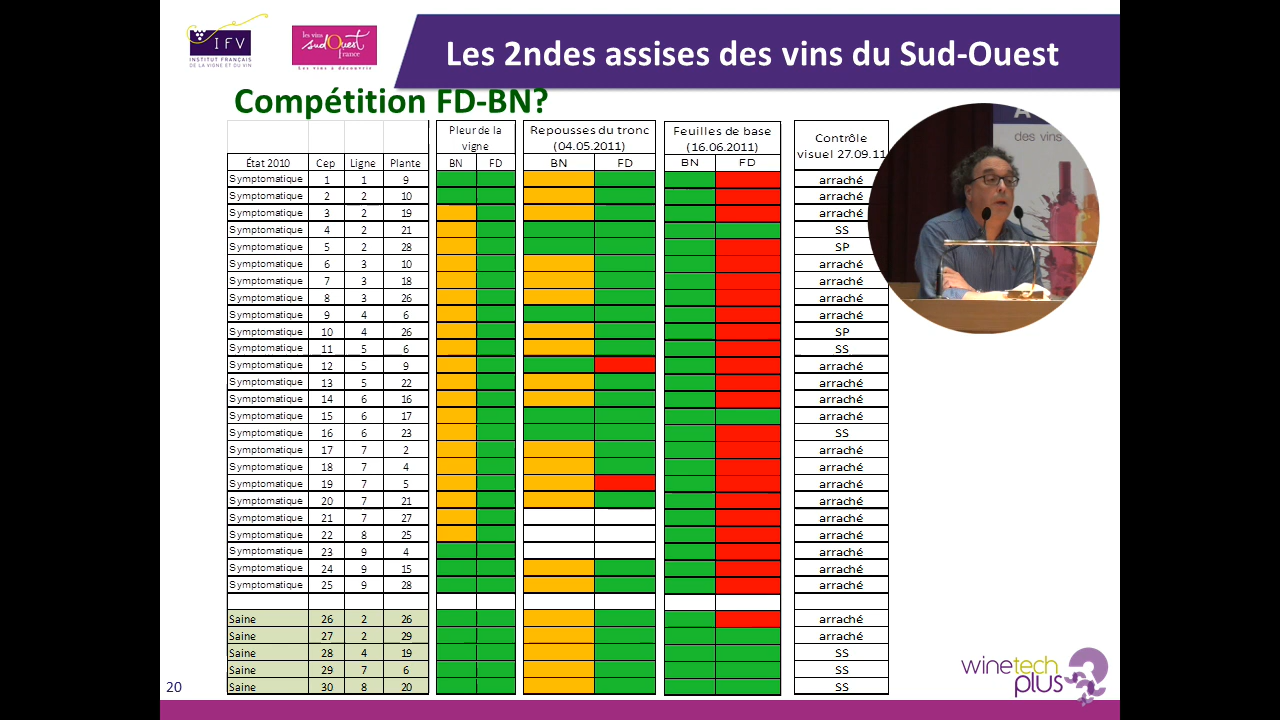 IFV
INSTITUT FRANÇAIS
DE LA VIGNE ET DU VIN
les vins
sudOuest
france
Les vins à découvrir
Les 2ndes assises des vins du Sud-Ouest
Compétition FD-BN?
Pleur de la vigne
Repousses du tronc (04.05.2011)
Feuilles de base (16.06.2011)
Contrôle visuel 27.09.11
État 2010 Cep Ligne Plante BN FD BN FD BN FD
Symptomatique 1 1 9 arraché
Symptomatique 2 2 10 arraché
Symptomatique 3 2 19 arraché
Symptomatique 4 2 21 SS
Symptomatique 5 2 28 SP
Symptomatique 6 3 10 arraché
Symptomatique 7 3 18 arraché
Symptomatique 8 3 26 arraché
Symptomatique 9 4 6 arraché
Symptomatique 10 4 26 SP
Symptomatique 11 5 6 SS
Symptomatique 12 5 9 arraché
Symptomatique 13 5 22 arraché
Symptomatique 14 6 16 arraché
Symptomatique 15 6 17 arraché
Symptomatique 16 6 23 SS
Symptomatique 17 7 2 arraché
Symptomatique 18 7 4 arraché
Symptomatique 19 7 5 arraché
Symptomatique 20 7 21 arraché
Symptomatique 21 7 27 arraché
Symptomatique 22 8 25 arraché
Symptomatique 23 9 4 arraché
Symptomatique 24 9 15 arraché
Symptomatique 25 9 28 arraché
Saine 26 2 26 arraché
Saine 27 2 29 arraché
Saine 28 4 19 SS
Saine 29 7 6 SS
Saine 30 8 20 SS
des vins
20
winetech
plus